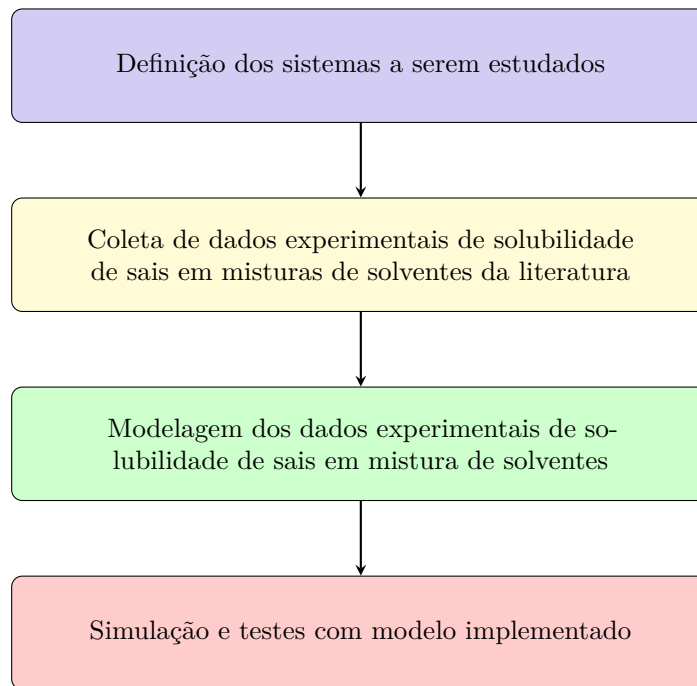 Definição dos sistemas a serem estudados
Coleta de dados experimentais de solubilidade
de sais em misturas de solventes da literatura
Modelagem dos dados experimentais de so-
lubilidade de sais em mistura de solventes
Simulação e testes com modelo implementado